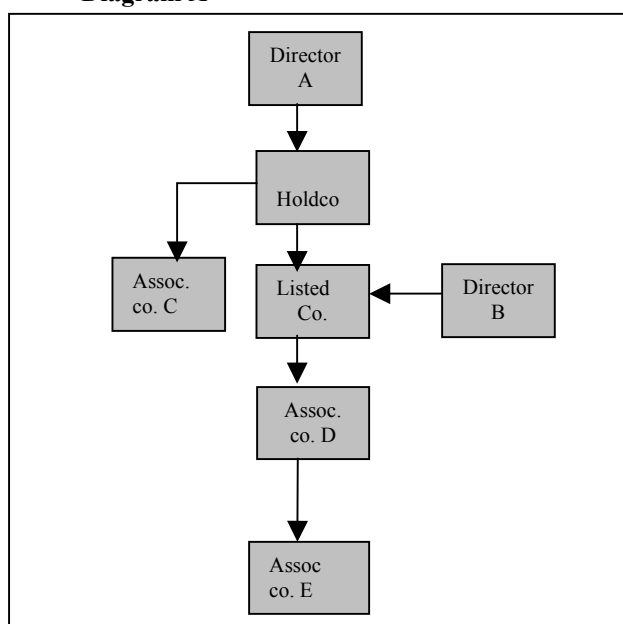 Diagram A
Director
A
Holdco
Assoc.
co. C
Listed
Co.
Director
B
Assoc.
co. D
Assoc
co. E